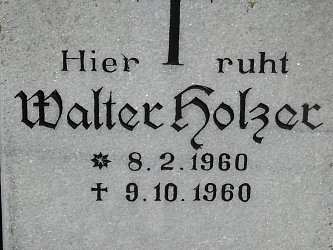 Hier ruht
Walter Holzer
✵ 8.2.1960
✝ 9.10.1960